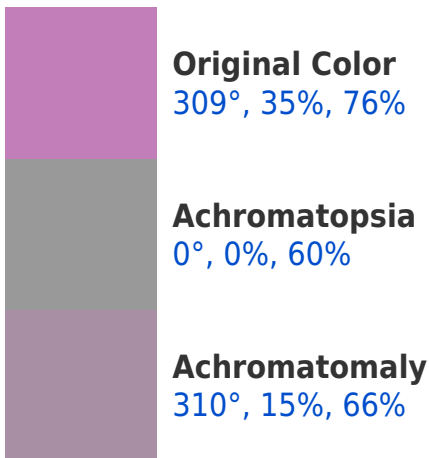 Original Color
309°, 35%, 76%
Achromatopsia
0°, 0%, 60%
Achromatomaly
310°, 15%, 66%